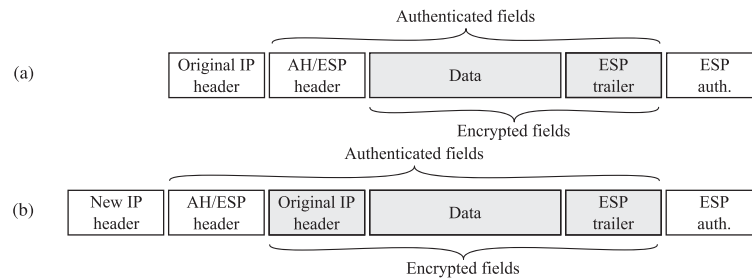 Authenticated fields
(a)
Original IP
header
AH/ESP
header
Data
ESP
trailer
ESP
auth.
Encrypted fields
Authenticated fields
(b)
New IP
header
AH/ESP
header
Original IP
header
Data
ESP
trailer
ESP
auth.
Encrypted fields